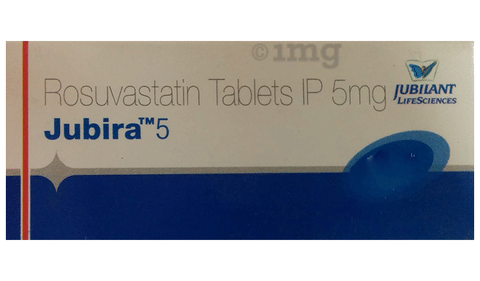 ©1mg
Rosuvastatin Tablets IP 5mg
Jubira™5
JUBILANT
LIFESCIENCES